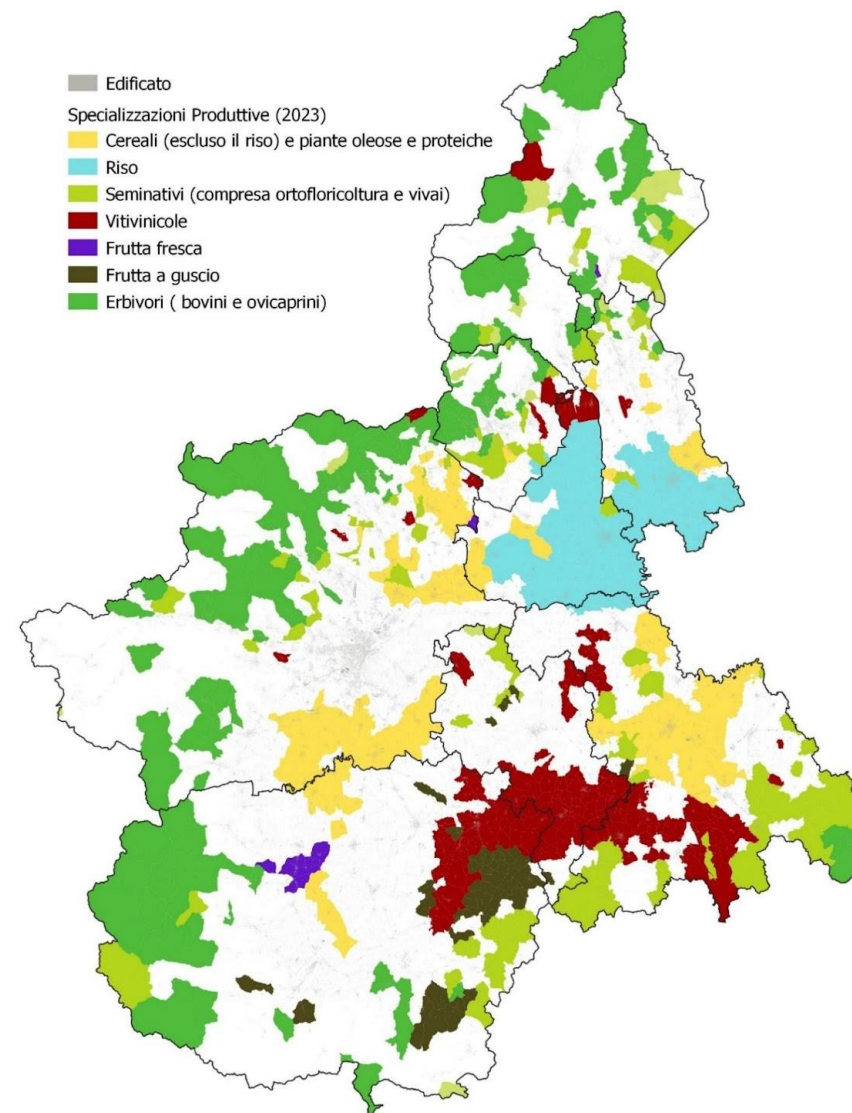 Edificato
Specializzazioni Produttive (2023)
Cereali (escluso il riso) e piante oleose e proteiche
Riso
Seminativi (compresa ortofloricoltura e vivai)
Vitivinicole
Frutta fresca
Frutta a guscio
Erbivori ( bovini e ovicaprini)